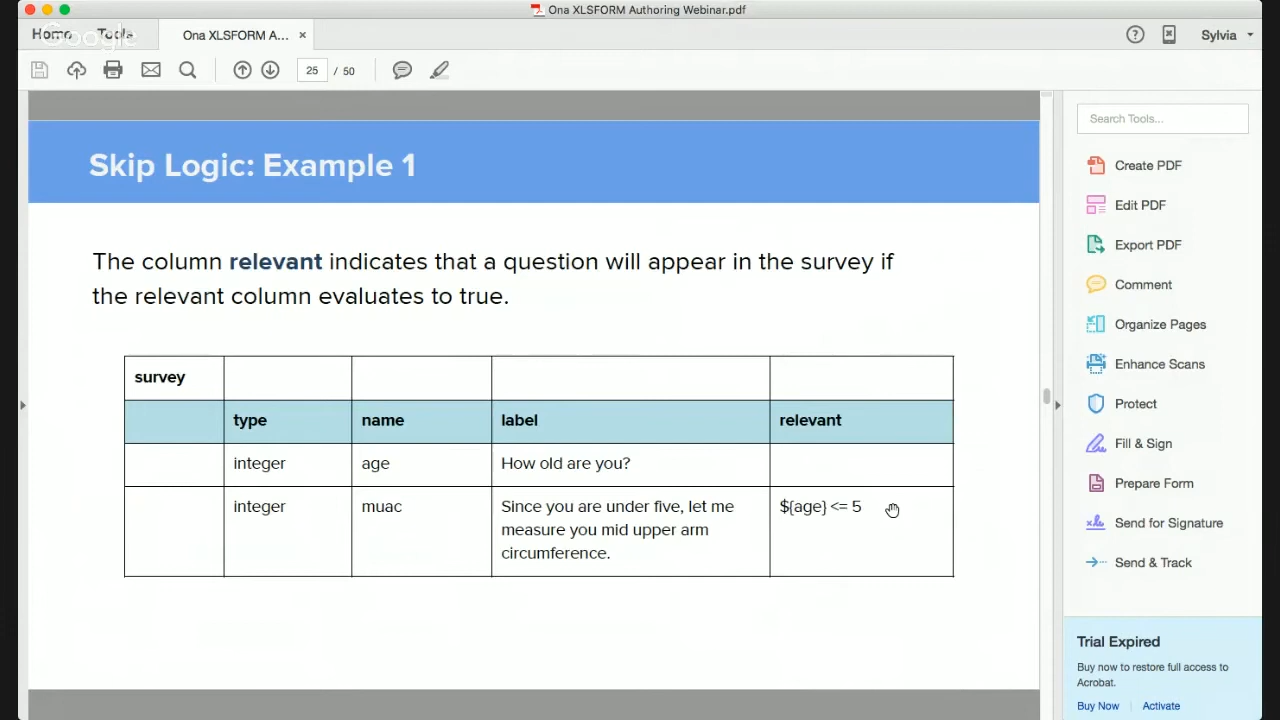 Ona XLSFORM Authoring Webinar.pdf
Home Tools Ona XLSFORM A... × Sylvia
Google
25 / 50
Search Tools...
Skip Logic: Example 1
The column relevant indicates that a question will appear in the survey if
the relevant column evaluates to true.
survey
type name label relevant
integer age How old are you?
integer muac Since you are under five, let me ${age} <= 5
measure you mid upper arm
circumference.
Create PDF
Edit PDF
Export PDF
Comment
Organize Pages
Enhance Scans
Protect
Fill & Sign
Prepare Form
Send for Signature
Send & Track
Trial Expired
Buy now to restore full access to
Acrobat.
Buy Now Activate